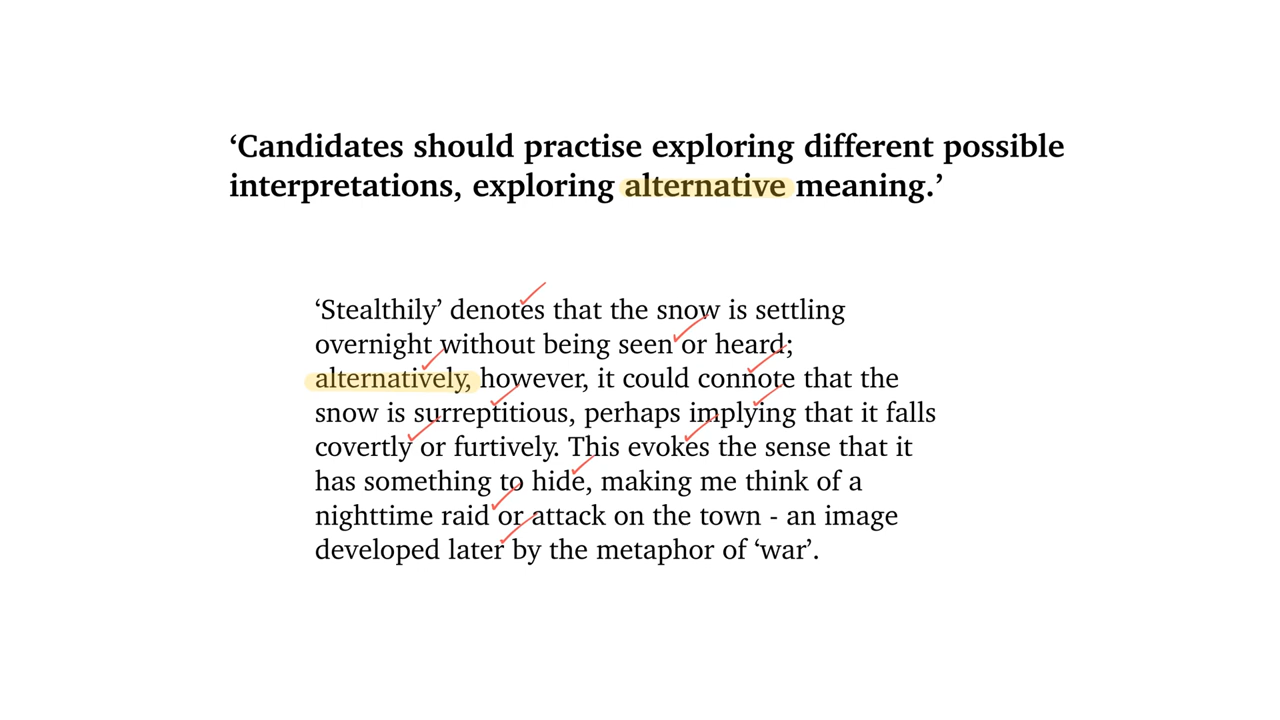 ‘Candidates should practise exploring different possible
interpretations, exploring alternative meaning.’
‘Stealthily’ denotes that the snow is settling
overnight without being seen or heard;
alternatively, however, it could connote that the
snow is surreptitious, perhaps implying that it falls
covertly or furtively. This evokes the sense that it
has something to hide, making me think of a
nighttime raid or attack on the town - an image
developed later by the metaphor of ‘war’.